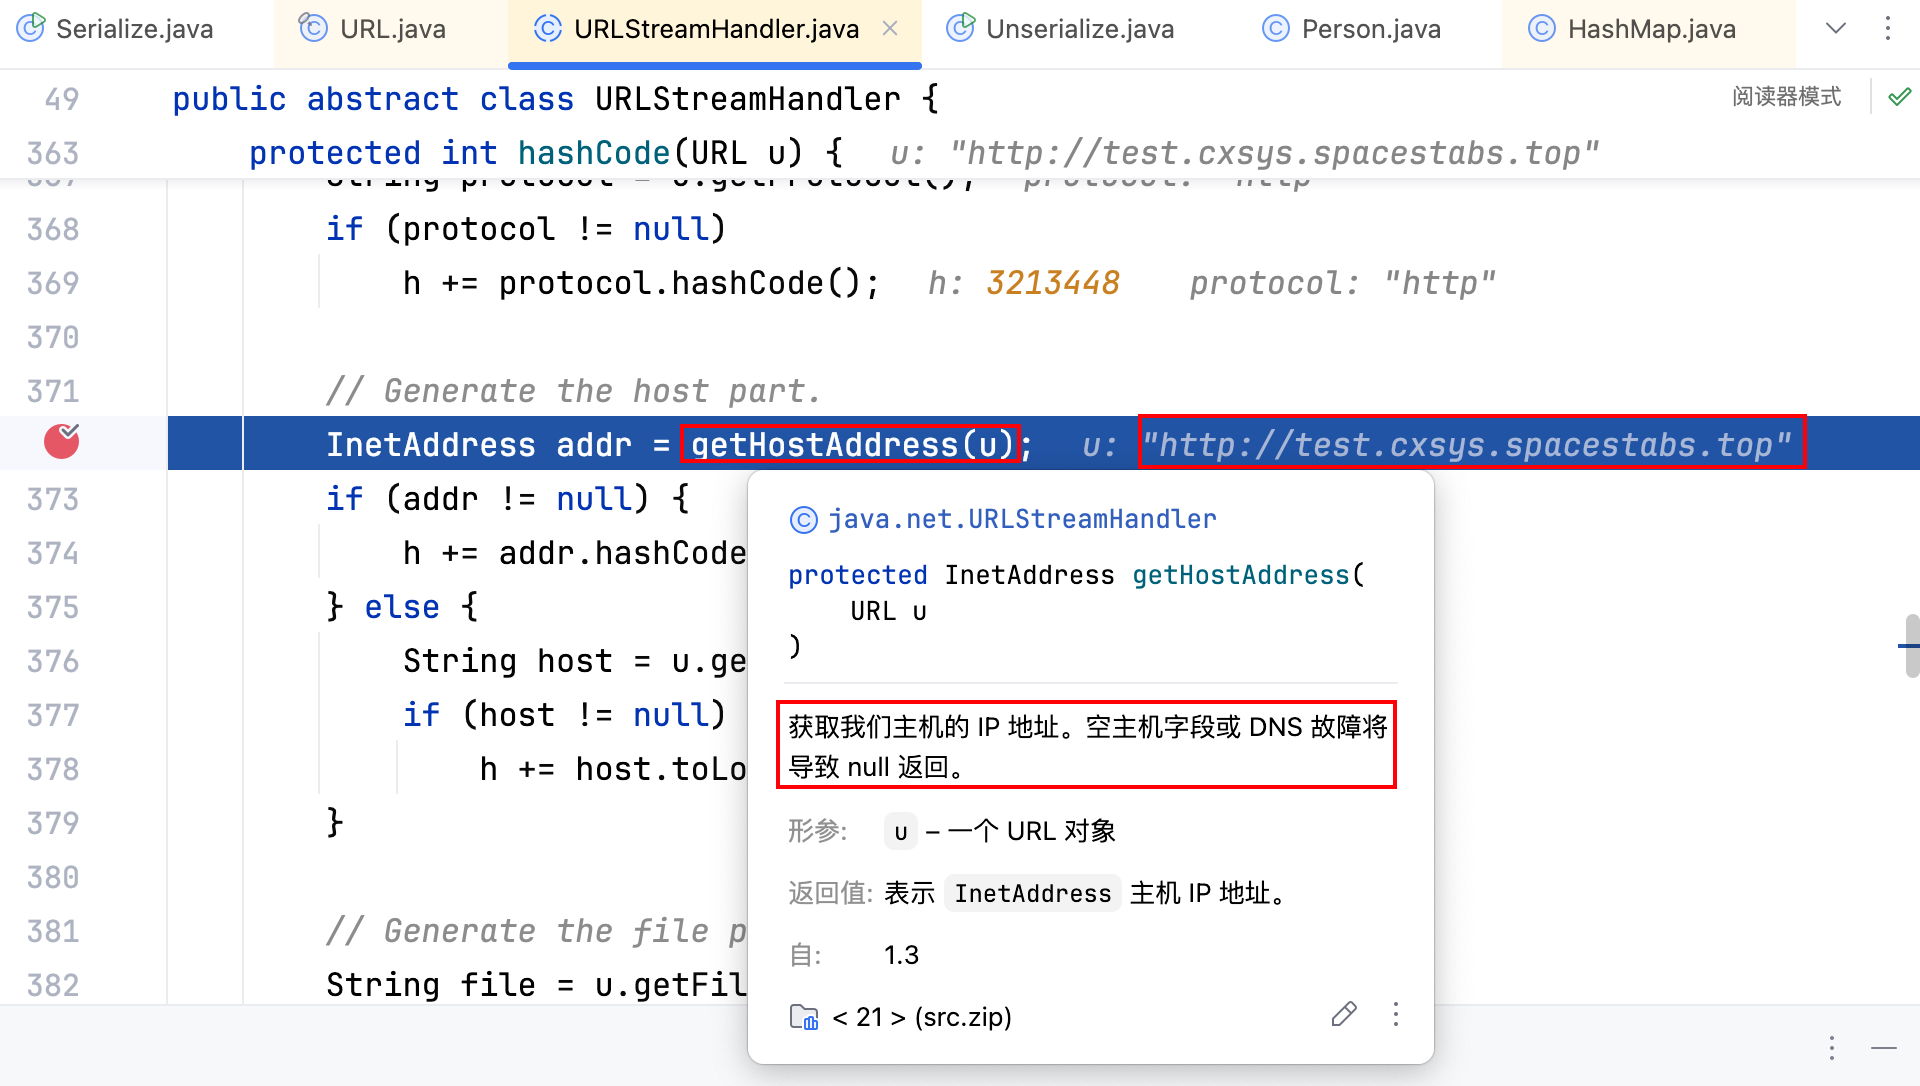 Serialize.java
URL.java
URLStreamHandler.java
Unserialize.java
Person.java
HashMap.java
49 public abstract class URLStreamHandler {
阅读器模式
363 protected int hashCode(URL u) { u: "http://test.cxsys.spacestabs.top"
367 String protocol = u.getProtocol(); protocol: "http"
368 if (protocol != null)
369 h += protocol.hashCode(); h: 3213448 protocol: "http"
370
371 // Generate the host part.
InetAddress addr = getHostAddress(u); u: "http://test.cxsys.spacestabs.top"
373 if (addr != null) {
374 h += addr.hashCode
375 } else {
376 String host = u.ge
377 if (host != null)
378 h += host.toLo
379 }
380
381 // Generate the file p
382 String file = u.getFil
java.net.URLStreamHandler
protected InetAddress getHostAddress(
URL u
)
获取我们主机的 IP 地址。空主机字段或 DNS 故障将
导致 null 返回。
形参: u – 一个 URL 对象
返回值: 表示 InetAddress 主机 IP 地址。
自: 1.3
< 21 > (src.zip)